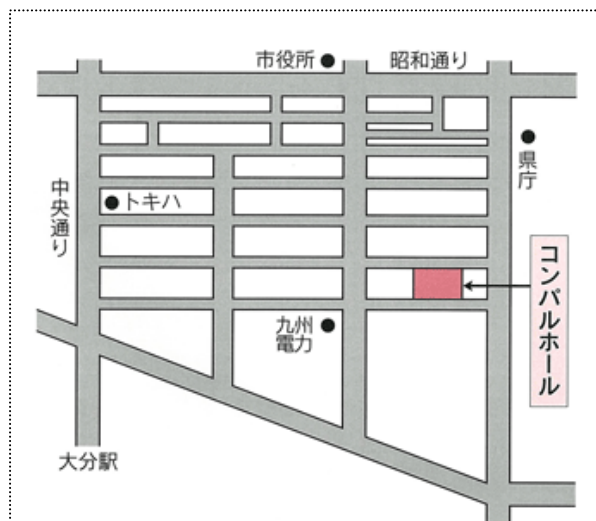 市役所
昭和通り
県庁
中央通り
トキハ
コンパルホール
九州
電力
大分駅